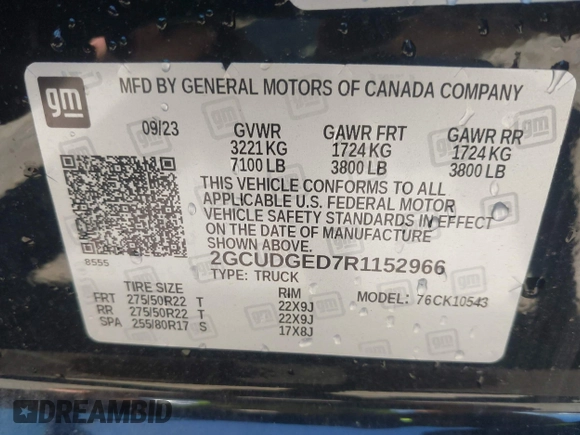 gm
MFD BY GENERAL MOTORS OF CANADA COMPANY
09/23 GVWR GAWR FRT GAWR RR
3221 KG 1724 KG 1724 KG
7100 LB 3800 LB 3800 LB
THIS VEHICLE CONFORMS TO ALL
APPLICABLE U.S. FEDERAL MOTOR
VEHICLE SAFETY STANDARDS IN EFFECT
ON THE DATE OF MANUFACTURE
SHOWN ABOVE.
8555
2GCUDGED7R1152966
TYPE: TRUCK
TIRE SIZE RIM MODEL: 76CK10543
FRT 275/50R22 T 22X9J
RR 275/50R22 T 22X9J
SPA 255/80R17 S 17X8J
DREAMBID